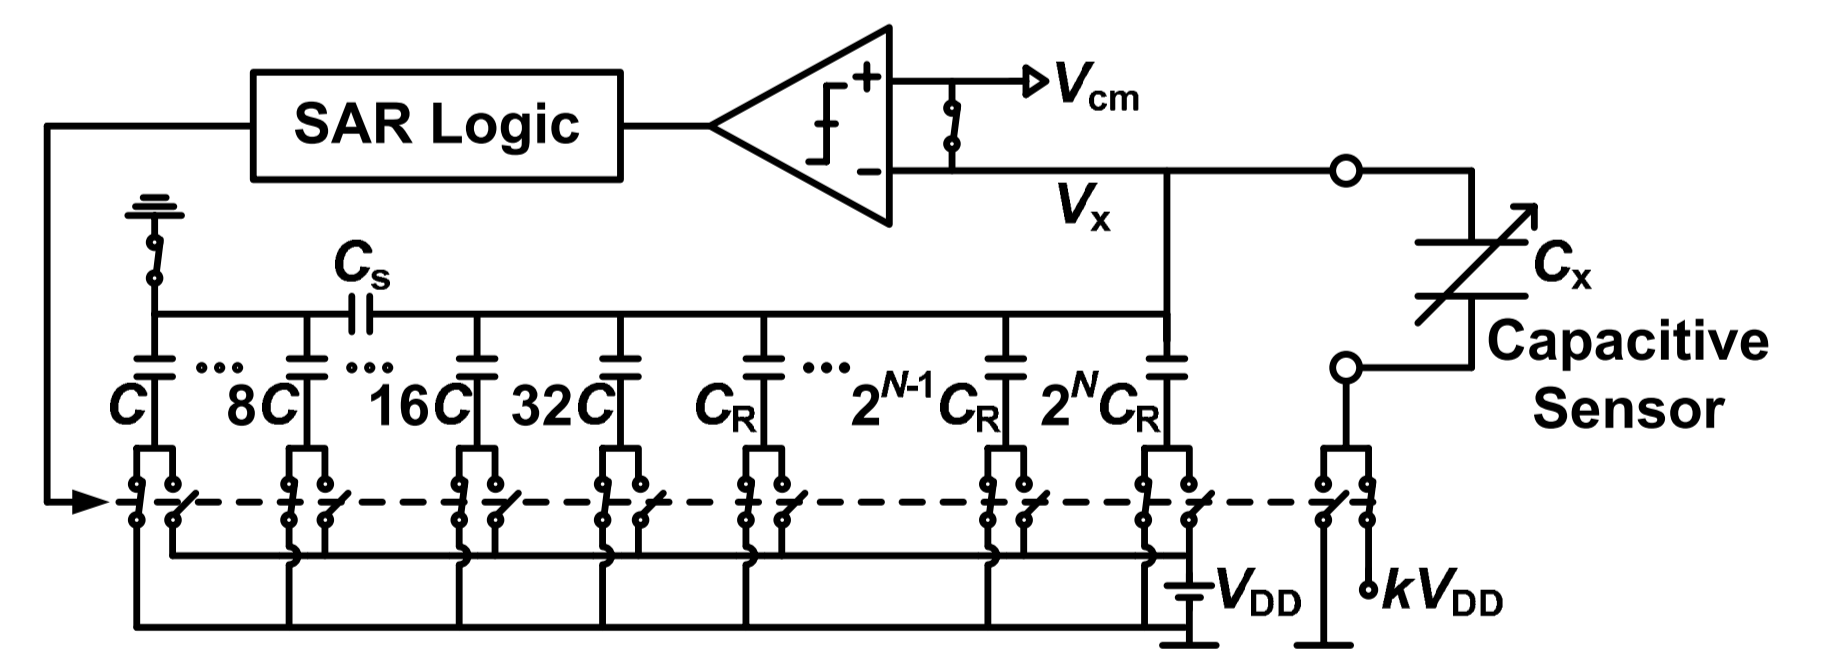 SAR Logic
+
Vcm
−
Vx
Cs
Cx
Capacitive
Sensor
C ••• 8C ••• 16C 32C CR ••• 2N-1CR 2NCR
VDD
kVDD